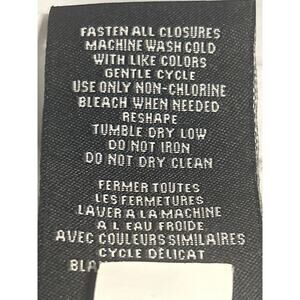 FASTEN ALL CLOSURES
MACHINE WASH COLD
WITH LIKE COLORS
GENTLE CYCLE
USE ONLY NON-CHLORINE
BLEACH WHEN NEEDED
RESHAPE
TUMBLE DRY LOW
DO NOT IRON
DO NOT DRY CLEAN
FERMER TOUTES
LES FERMETURES
LAVER A LA MACHINE
A L EAU FROIDE
AVEC COULEURS SIMILAIRES
CYCLE DÉLICAT